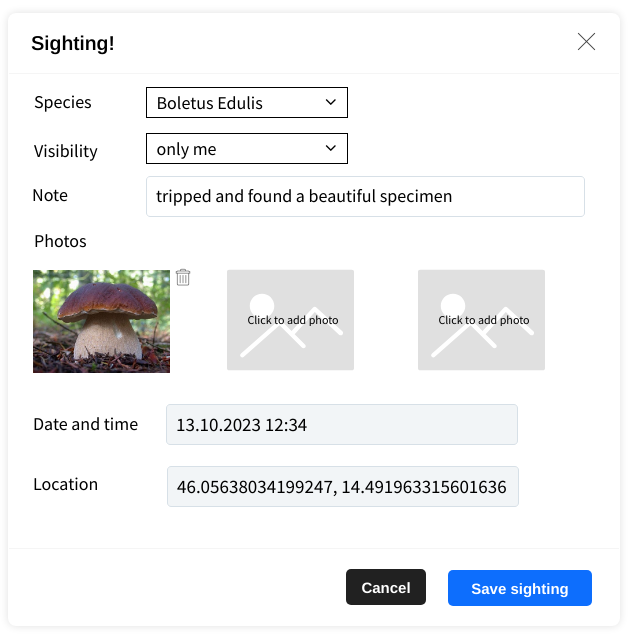 Sighting!
Species
Boletus Edulis
Visibility
only me
Note
tripped and found a beautiful specimen
Photos
Click to add photo
Click to add photo
Date and time
13.10.2023 12:34
Location
46.05638034199247, 14.491963315601636
Cancel
Save sighting